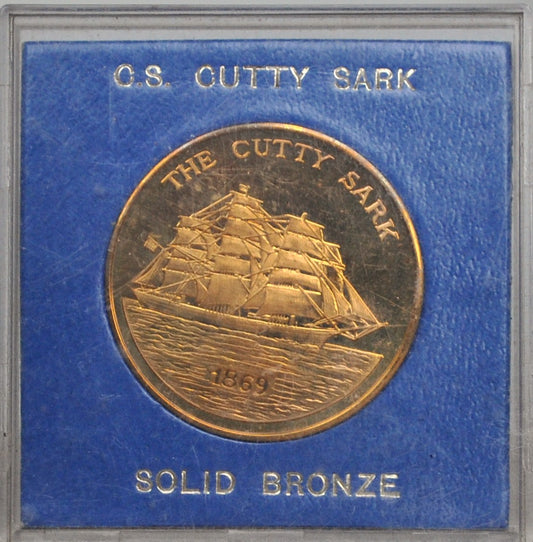 C.S. CUTTY SARK
THE CUTTY SARK
1869
SOLID BRONZE